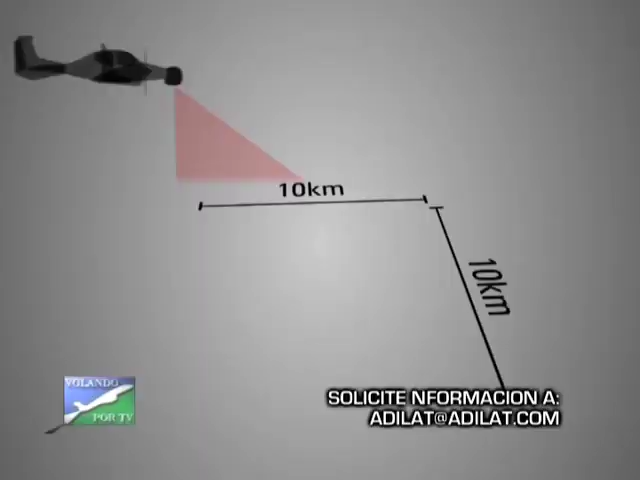 10km
10km
VOLANDO
POR TV
SOLICITE NFORMACION A:
ADILAT@ADILAT.COM